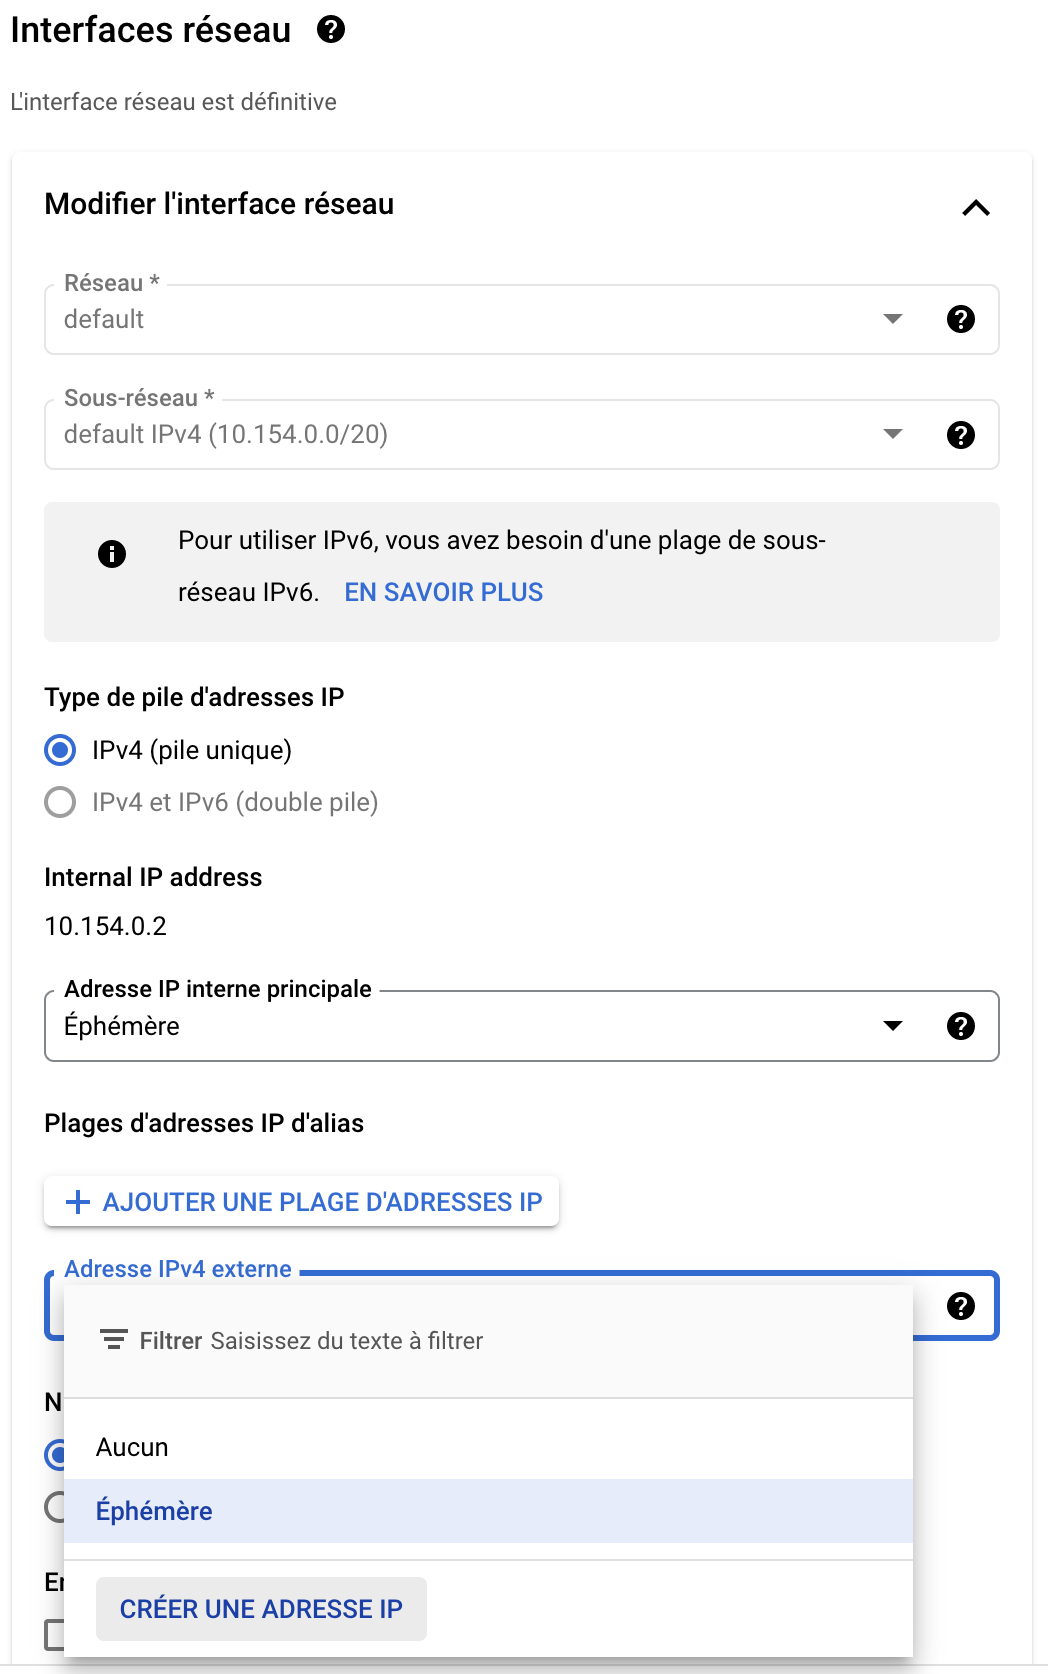 Interfaces réseau
L'interface réseau est définitive
Modifier l'interface réseau
Réseau *
default
Sous-réseau *
default IPv4 (10.154.0.0/20)
Pour utiliser IPv6, vous avez besoin d'une plage de sous-
réseau IPv6. EN SAVOIR PLUS
Type de pile d'adresses IP
IPv4 (pile unique)
IPv4 et IPv6 (double pile)
Internal IP address
10.154.0.2
Adresse IP interne principale
Éphémère
Plages d'adresses IP d'alias
AJOUTER UNE PLAGE D'ADRESSES IP
Adresse IPv4 externe
Filtrer Saisissez du texte à filtrer
Aucun
Éphémère
CRÉER UNE ADRESSE IP